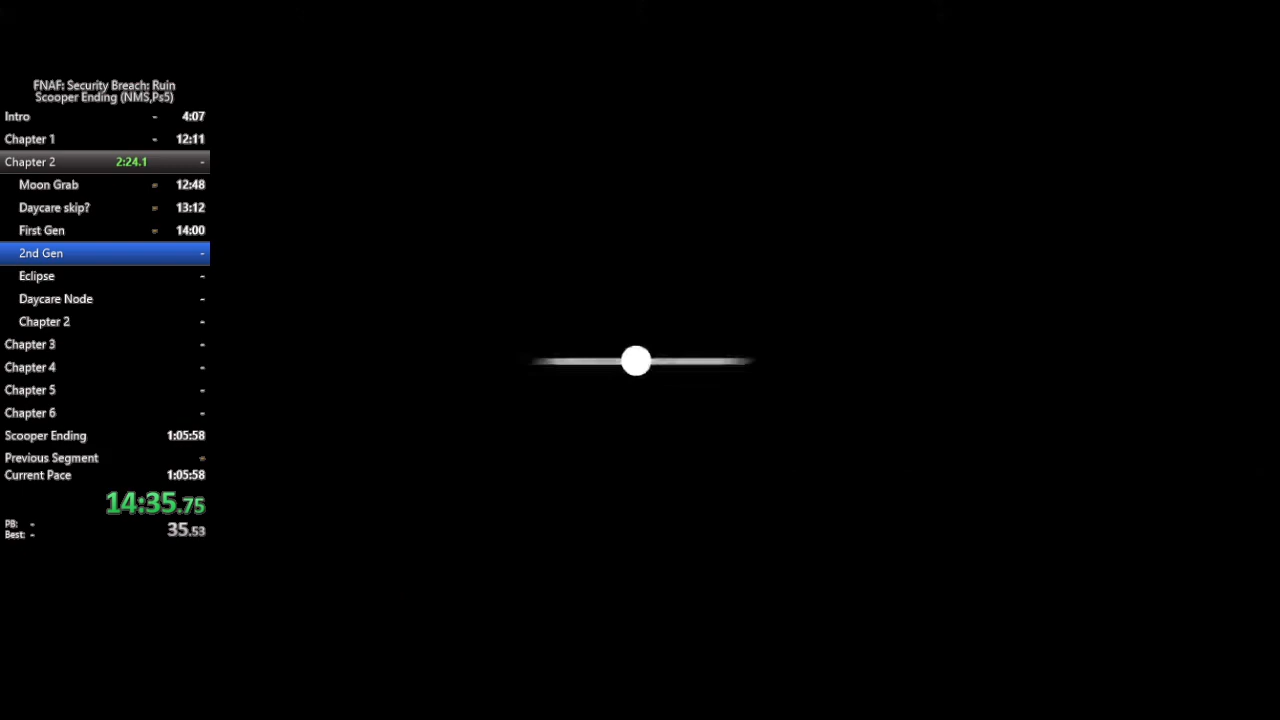 FNAF: Security Breach: Ruin
Scooper Ending (NMS,Ps5)
Intro - 4:07
Chapter 1 - 12:11
Chapter 2 2:24.1 -
Moon Grab - 12:48
Daycare skip? - 13:12
First Gen - 14:00
2nd Gen -
Eclipse -
Daycare Node -
Chapter 2 -
Chapter 3 -
Chapter 4 -
Chapter 5 -
Chapter 6 -
Scooper Ending 1:05:58
Previous Segment -
Current Pace 1:05:58
14:35.75
PB: - 35.53
Best: -